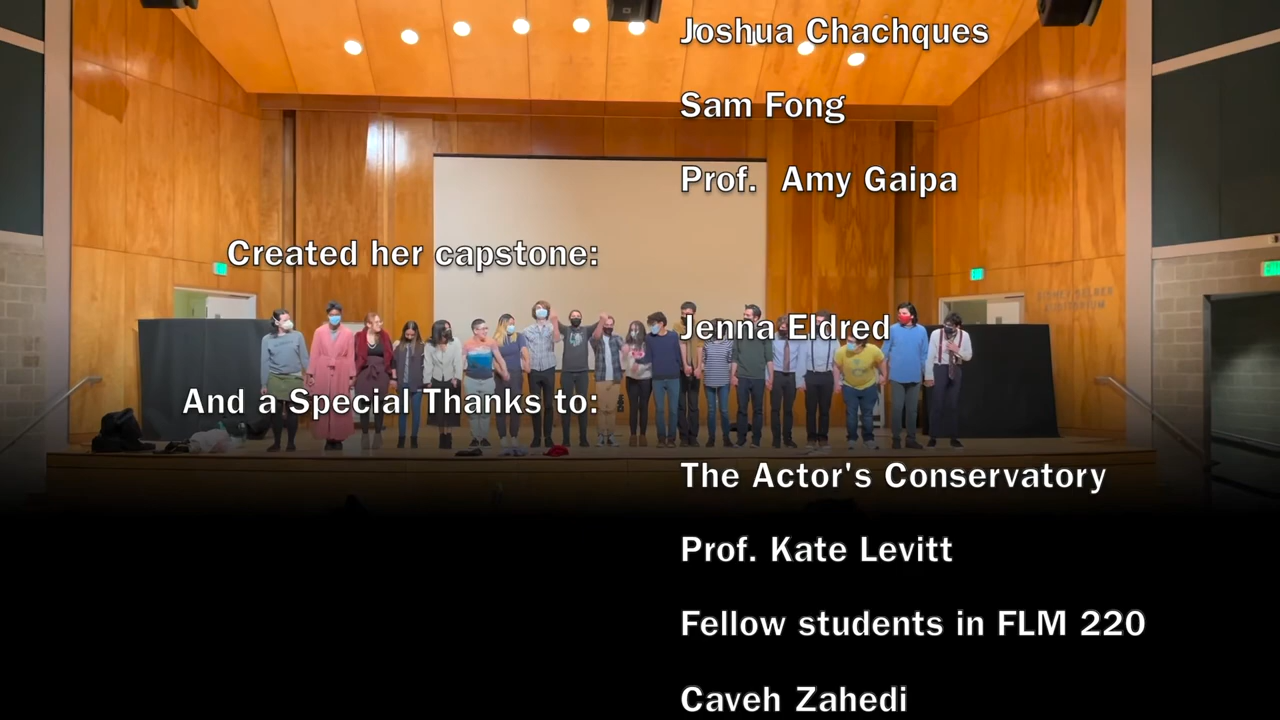 Joshua Chachques
Sam Fong
Prof.  Amy Gaipa
Created her capstone:
Jenna Eldred
And a Special Thanks to:
The Actor's Conservatory
Prof. Kate Levitt
Fellow students in FLM 220
Caveh Zahedi